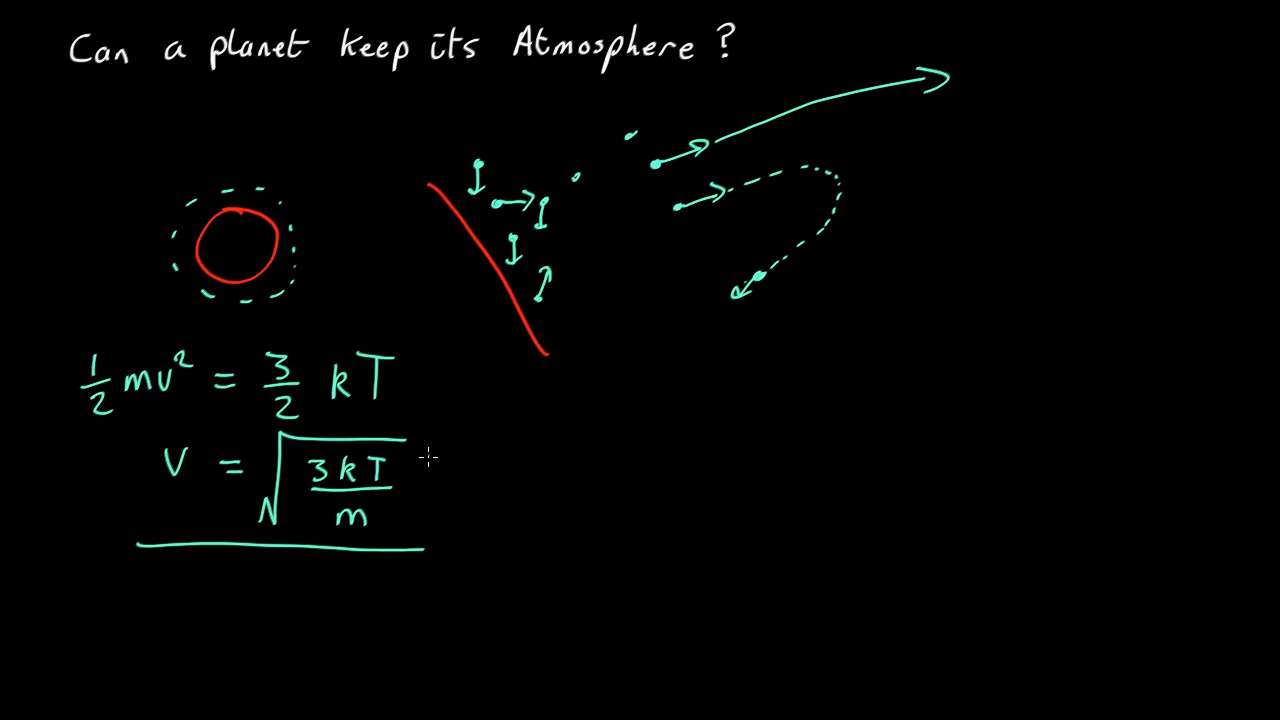 Can a planet keep its Atmosphere ?
1/2 mv² = 3/2 kT
V = √(3kT/m)